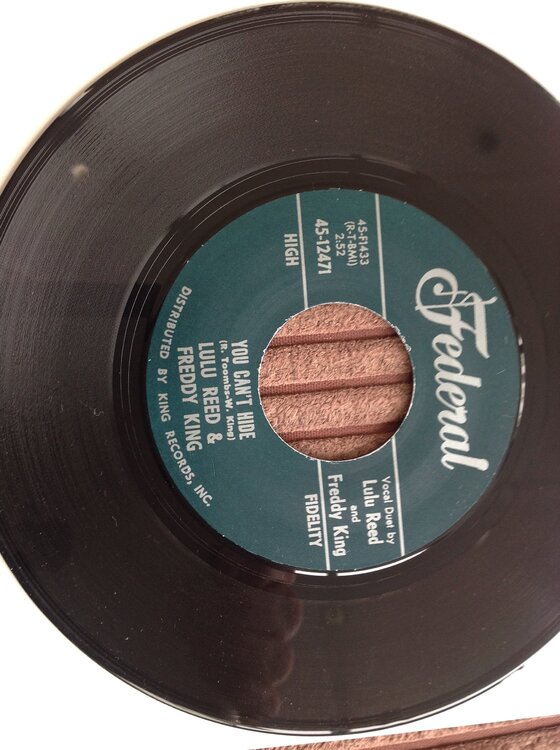 Federal
45-F1433
(R-T-BMI)
2:52
45-12471
Vocal Duet by
Lulu Reed
and
Freddy King
HIGH
FIDELITY
YOU CAN'T HIDE
(R. Toombs-W. King)
LULU REED &
FREDDY KING
DISTRIBUTED BY KING RECORDS, INC.